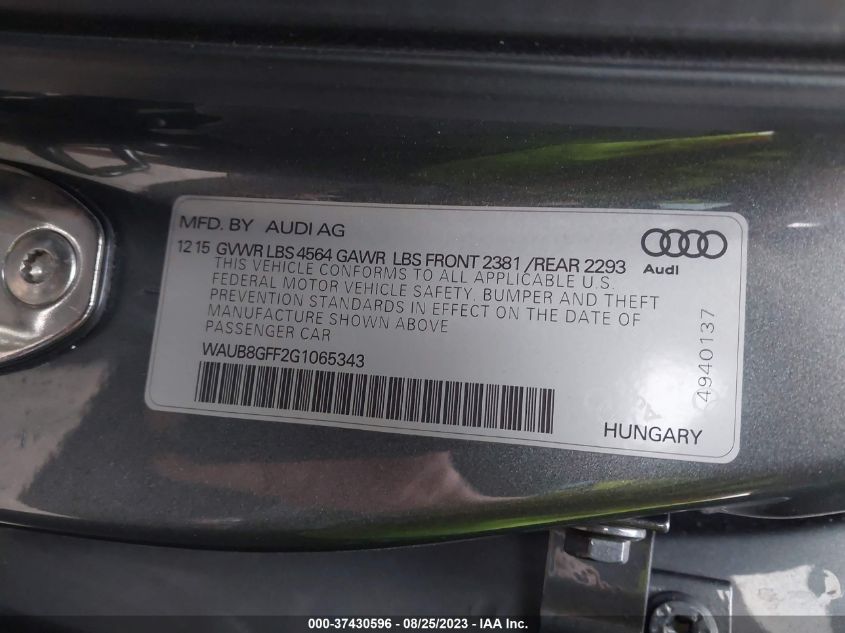 MFD. BY AUDI AG
12 15 GVWR LBS 4564 GAWR LBS FRONT 2381 /REAR 2293
THIS VEHICLE CONFORMS TO ALL APPLICABLE U.S.
FEDERAL MOTOR VEHICLE SAFETY, BUMPER AND THEFT
PREVENTION STANDARDS IN EFFECT ON THE DATE OF
MANUFACTURE SHOWN ABOVE
PASSENGER CAR
WAUB8GFF2G1065343
Audi
4940137
HUNGARY
000-37430596 - 08/25/2023 - © COPYRIGHT IAA, LLC